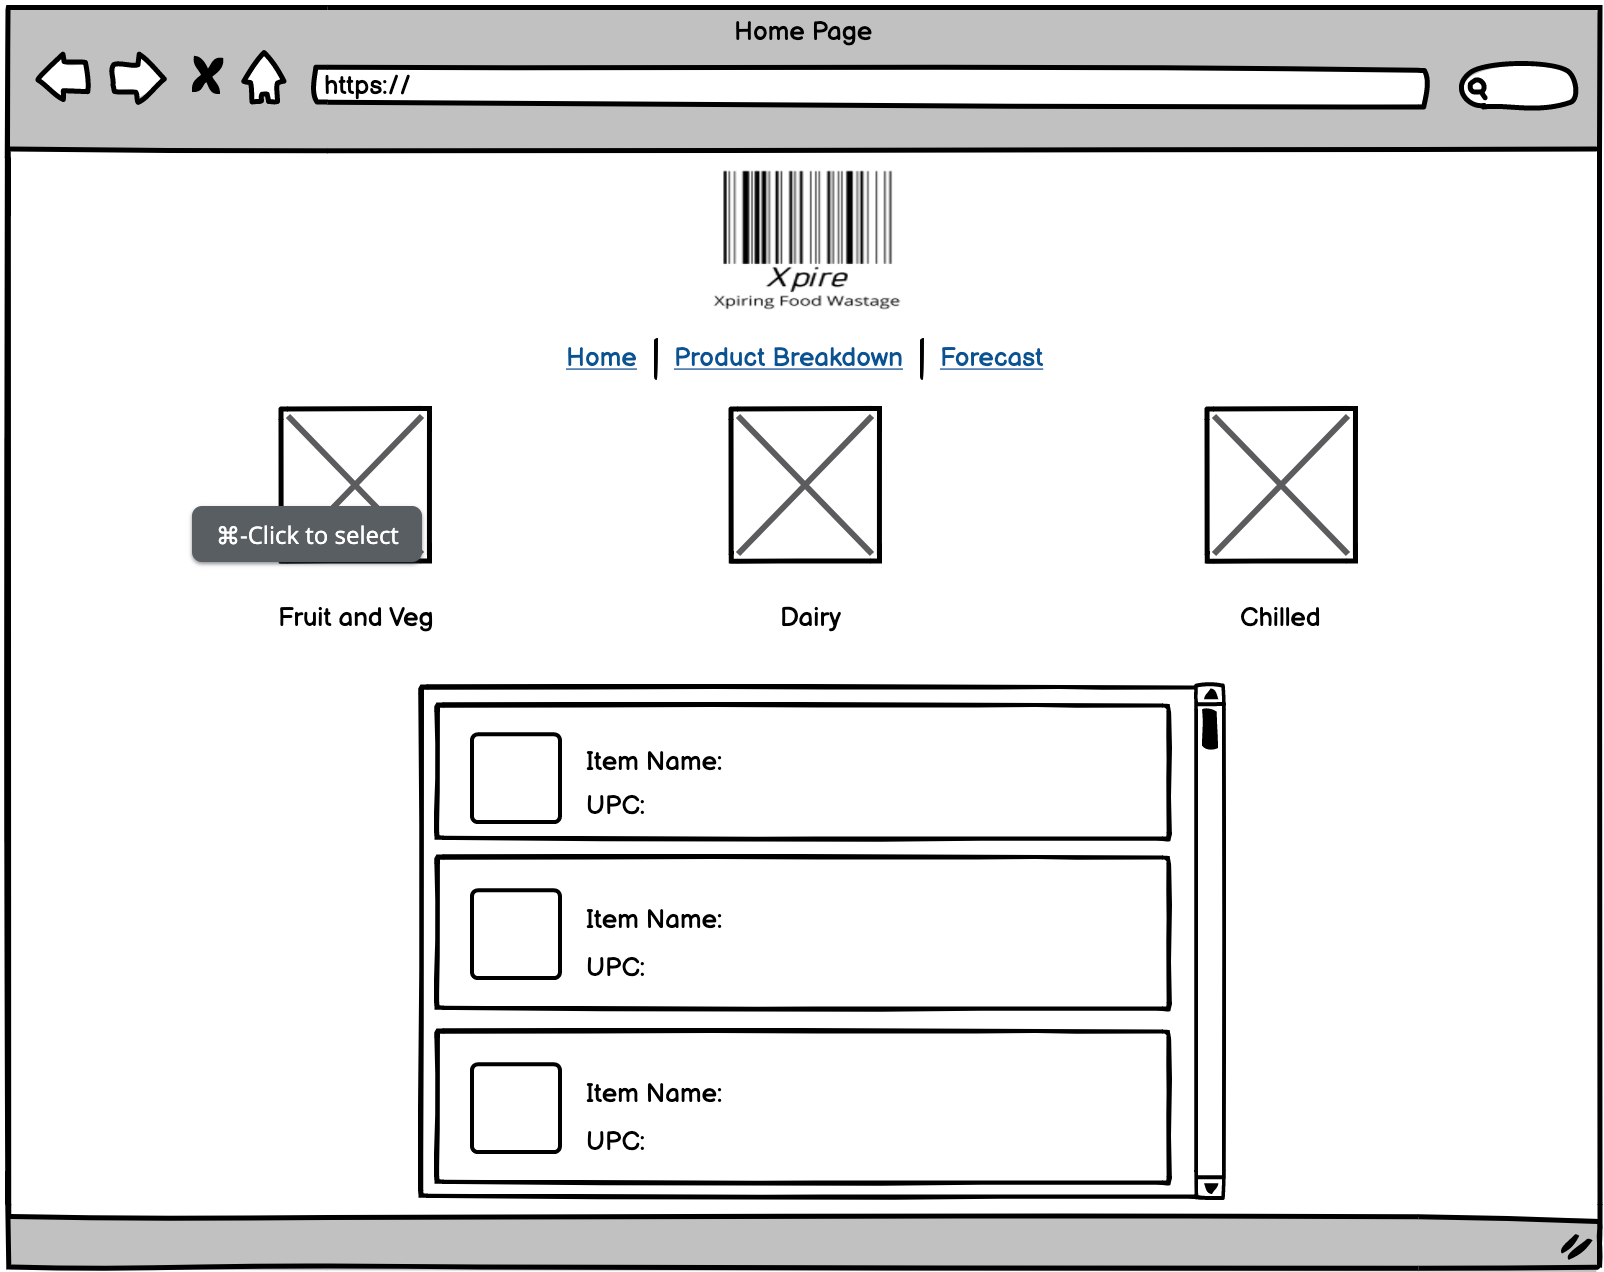 Home Page
https://
Xpire
Xpiring Food Wastage
Home Product Breakdown Forecast
⌘-Click to select
Fruit and Veg Dairy Chilled
Item Name:
UPC:
Item Name:
UPC:
Item Name:
UPC: